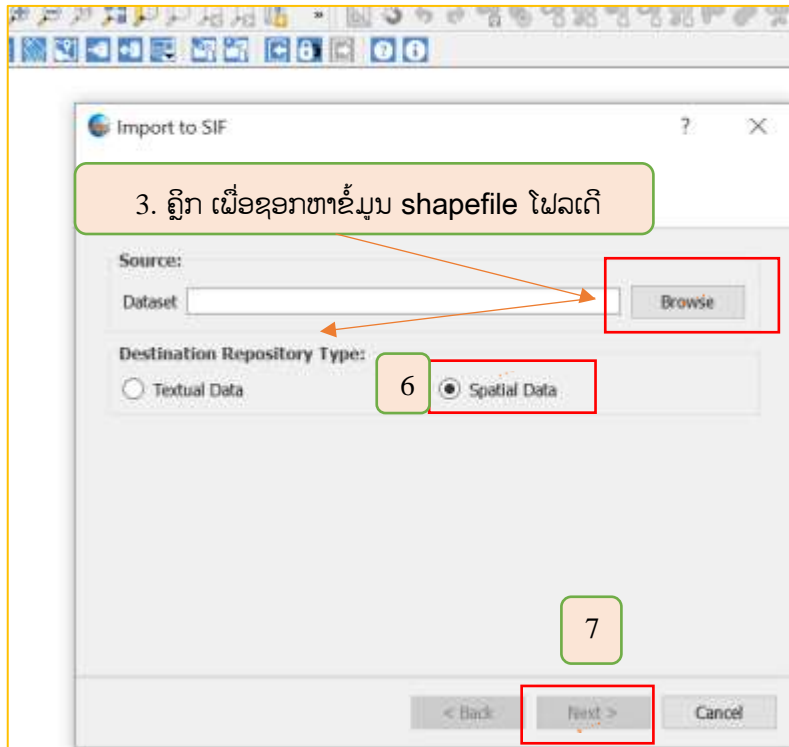 Import to SIF
3. ຄຼິກ ເພື່ອຊອກຫາຂໍ້ມູນ shapefile ໂຟລເດີ
Source:
Dataset
Browse
Destination Repository Type:
Textual Data
6
Spatial Data
7
< Back
Next >
Cancel